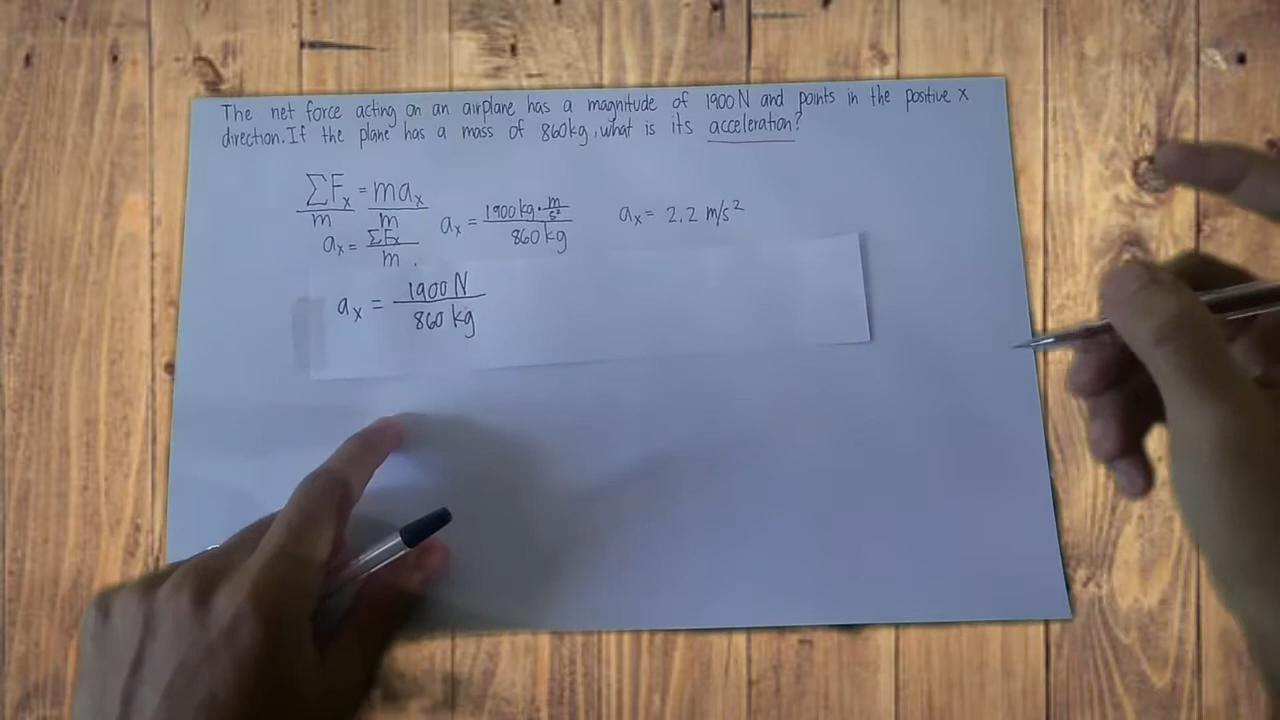 The net force acting on an airplane has a magnitude of 1900 N and points in the positive x
direction. If the plane has a mass of 860kg, what is its acceleration?
ΣFₓ/m = maₓ/m
aₓ = ΣFₓ/m.
aₓ = 1900 kg · m/s² / 860 kg
aₓ = 2.2 m/s²
aₓ = 1900 N / 860 kg